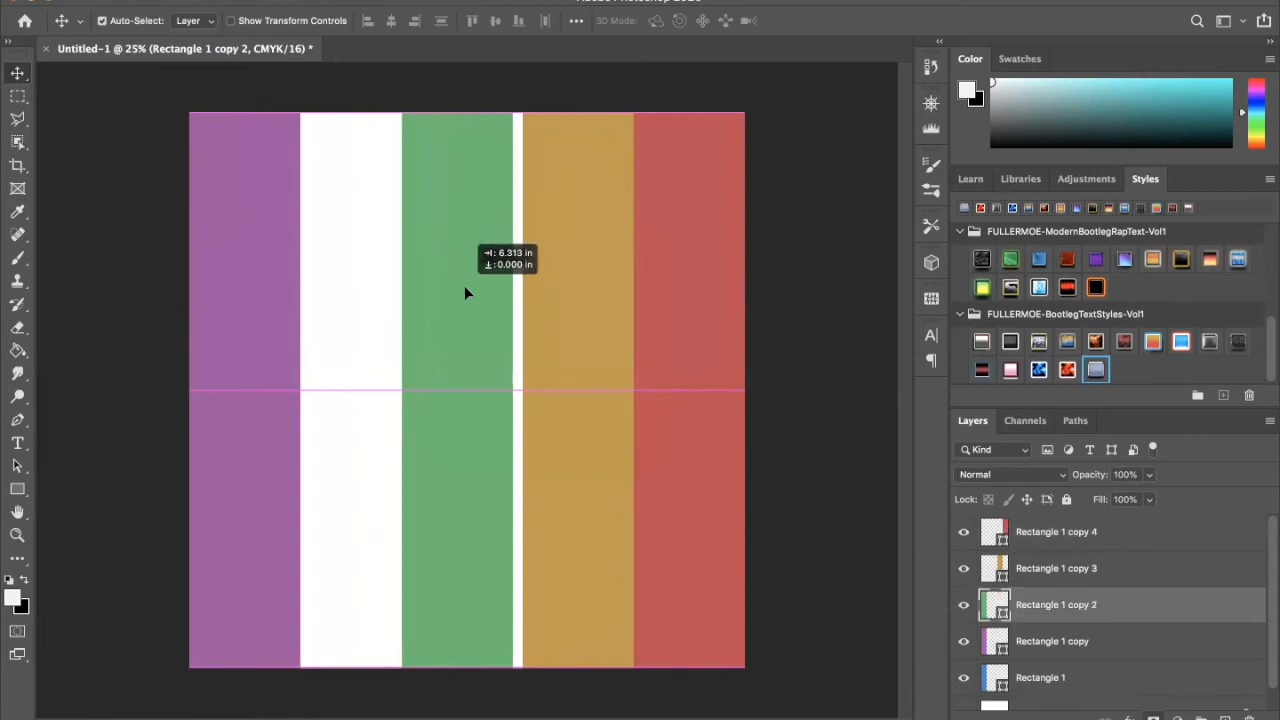 Auto-Select: Layer Show Transform Controls 3D Mode:
Untitled-1 @ 25% (Rectangle 1 copy 2, CMYK/16) *
: 6.313 in
: 0.000 in
Color Swatches
Learn Libraries Adjustments Styles
FULLERMOE-ModernBootlegRapText-Vol1
FULLERMOE-BootlegTextStyles-Vol1
Layers Channels Paths
Kind
Normal Opacity: 100%
Lock: Fill: 100%
Rectangle 1 copy 4
Rectangle 1 copy 3
Rectangle 1 copy 2
Rectangle 1 copy
Rectangle 1